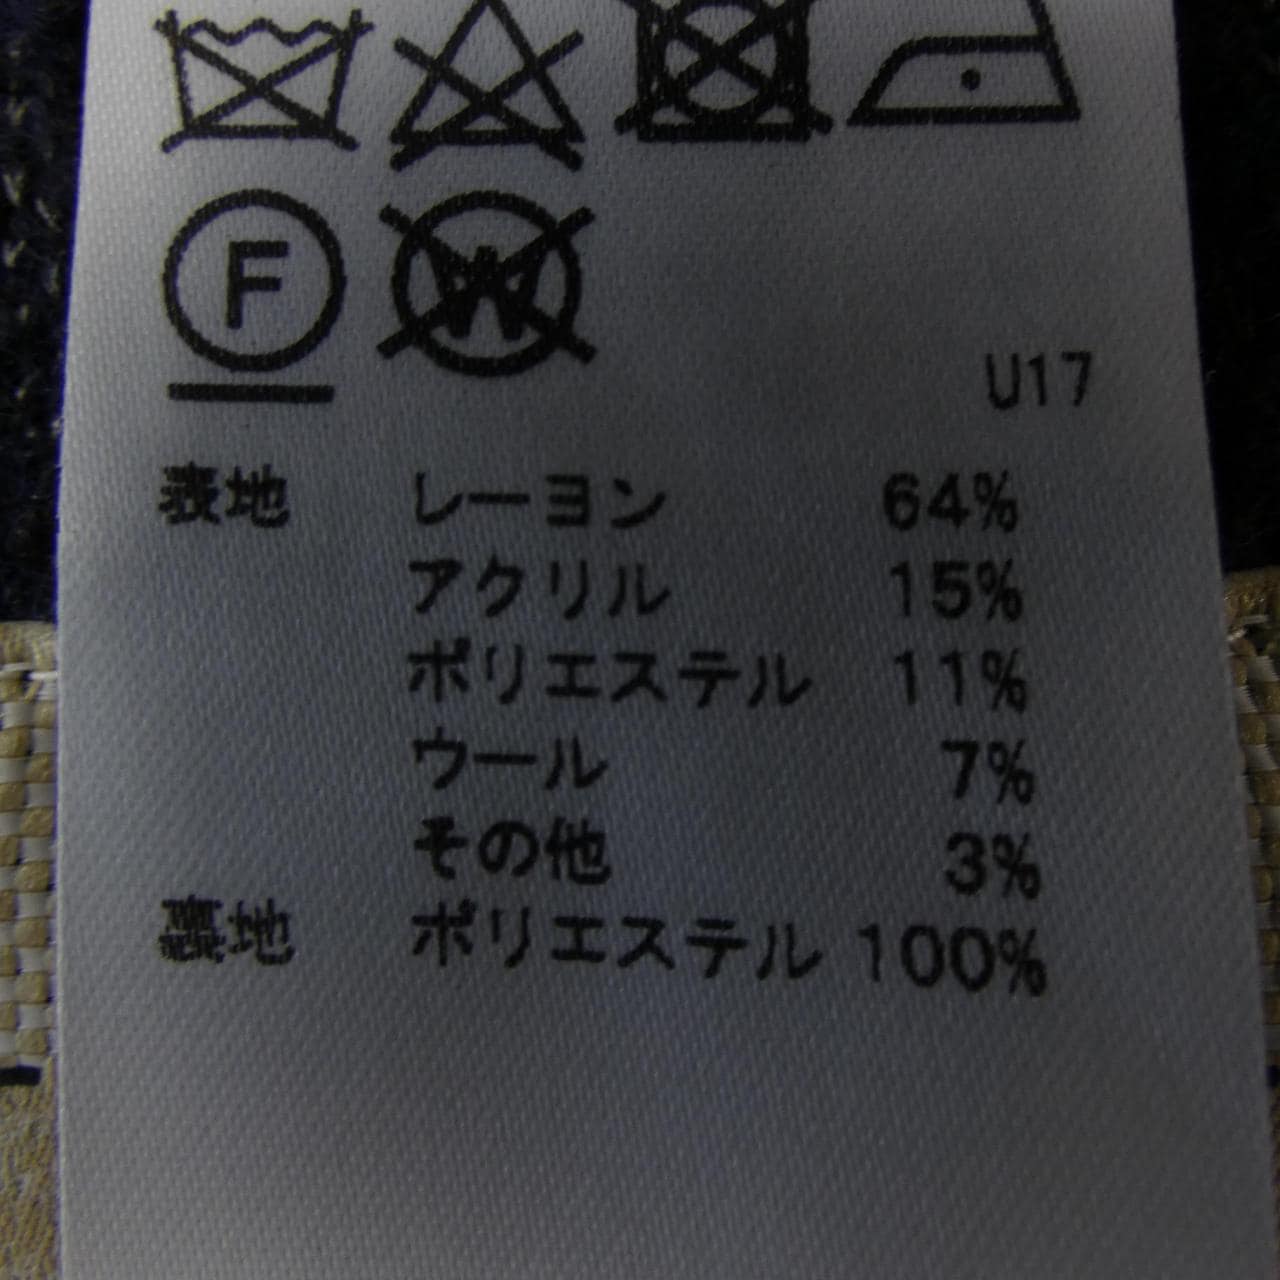 F W
U17
表地 レーヨン 64%
アクリル 15%
ポリエステル 11%
ウール 7%
その他 3%
裏地 ポリエステル 100%